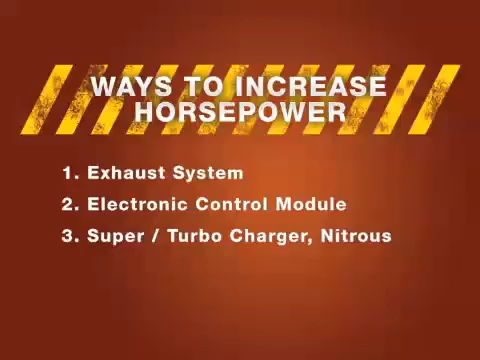 WAYS TO INCREASE
HORSEPOWER
1. Exhaust System
2. Electronic Control Module
3. Super / Turbo Charger, Nitrous